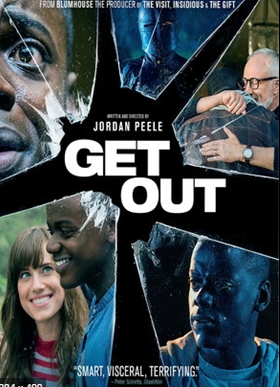 FROM BLUMHOUSE THE PRODUCER OF THE VISIT, INSIDIOUS & THE GIFT
WRITTEN AND DIRECTED BY
JORDAN PEELE
GET
OUT
"SMART, VISCERAL, TERRIFYING."